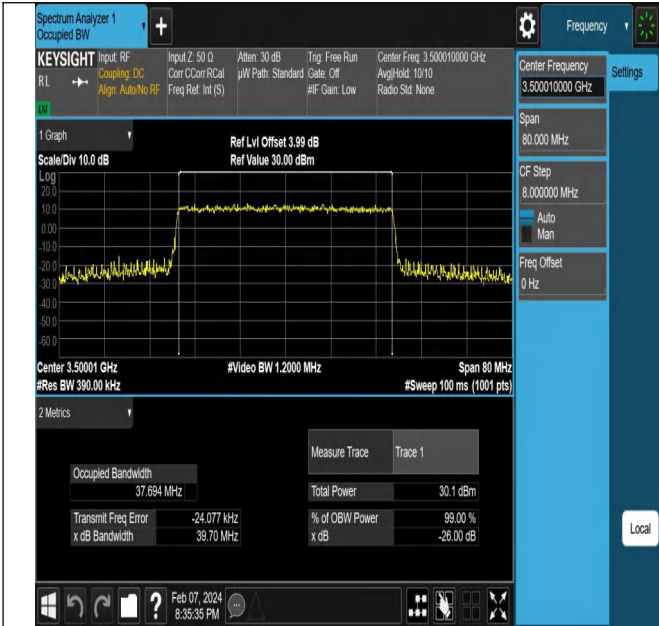 Spectrum Analyzer 1
Occupied BW
+
Frequency
KEYSIGHT
RL
Input: RF
Coupling: DC
Align: Auto/No RF
Input Z: 50 Ω
Corr CCorr RCal
Freq Ref: Int (S)
Atten: 30 dB
µW Path: Standard
Trig: Free Run
Gate: Off
#IF Gain: Low
Center Freq: 3.500010000 GHz
Avg|Hold: 10/10
Radio Std: None
Center Frequency
3.500010000 GHz
Settings
Span
80.000 MHz
CF Step
8.000000 MHz
Auto
Man
Freq Offset
0 Hz
1 Graph
Scale/Div 10.0 dB
Ref Lvl Offset 3.99 dB
Ref Value 30.00 dBm
Log
20.0
10.0
0.00
-10.0
-20.0
-30.0
-40.0
-50.0
-60.0
Center 3.50001 GHz
#Video BW 1.2000 MHz
Span 80 MHz
#Res BW 390.00 kHz
#Sweep 100 ms (1001 pts)
2 Metrics
Measure Trace Trace 1
Occupied Bandwidth
37.694 MHz
Total Power 30.1 dBm
Transmit Freq Error -24.077 kHz
% of OBW Power 99.00 %
x dB Bandwidth 39.70 MHz
x dB -26.00 dB
Local
?
Feb 07, 2024
8:35:35 PM